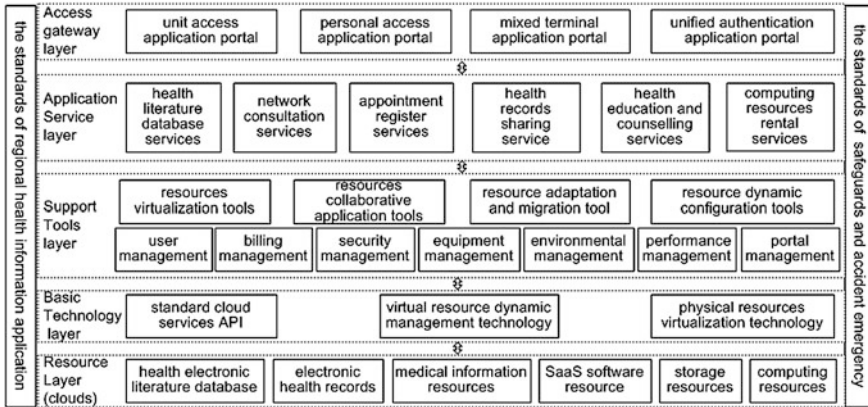 the standards of regional health information application
Access
gateway
layer
unit access
application portal
personal access
application portal
mixed terminal
application portal
unified authentication
application portal
Application
Service layer
health
literature
database
services
network
consultation
services
appointment
register
services
health
records
sharing
service
health
education and
counselling
services
computing
resources
rental
services
Support
Tools
layer
resources
virtualization tools
resources
collaborative
application tools
resource adaptation
and migration tool
resource dynamic
configuration tools
user
management
billing
management
security
management
equipment
management
environmental
management
performance
management
portal
management
Basic
Technology
layer
standard cloud
services API
virtual resource dynamic
management technology
physical resources
virtualization technology
Resource
Layer
(clouds)
health electronic
literature database
electronic
health records
medical information
resources
SaaS software
resource
storage
resources
computing
resources
the standards of safeguards and accident emergency